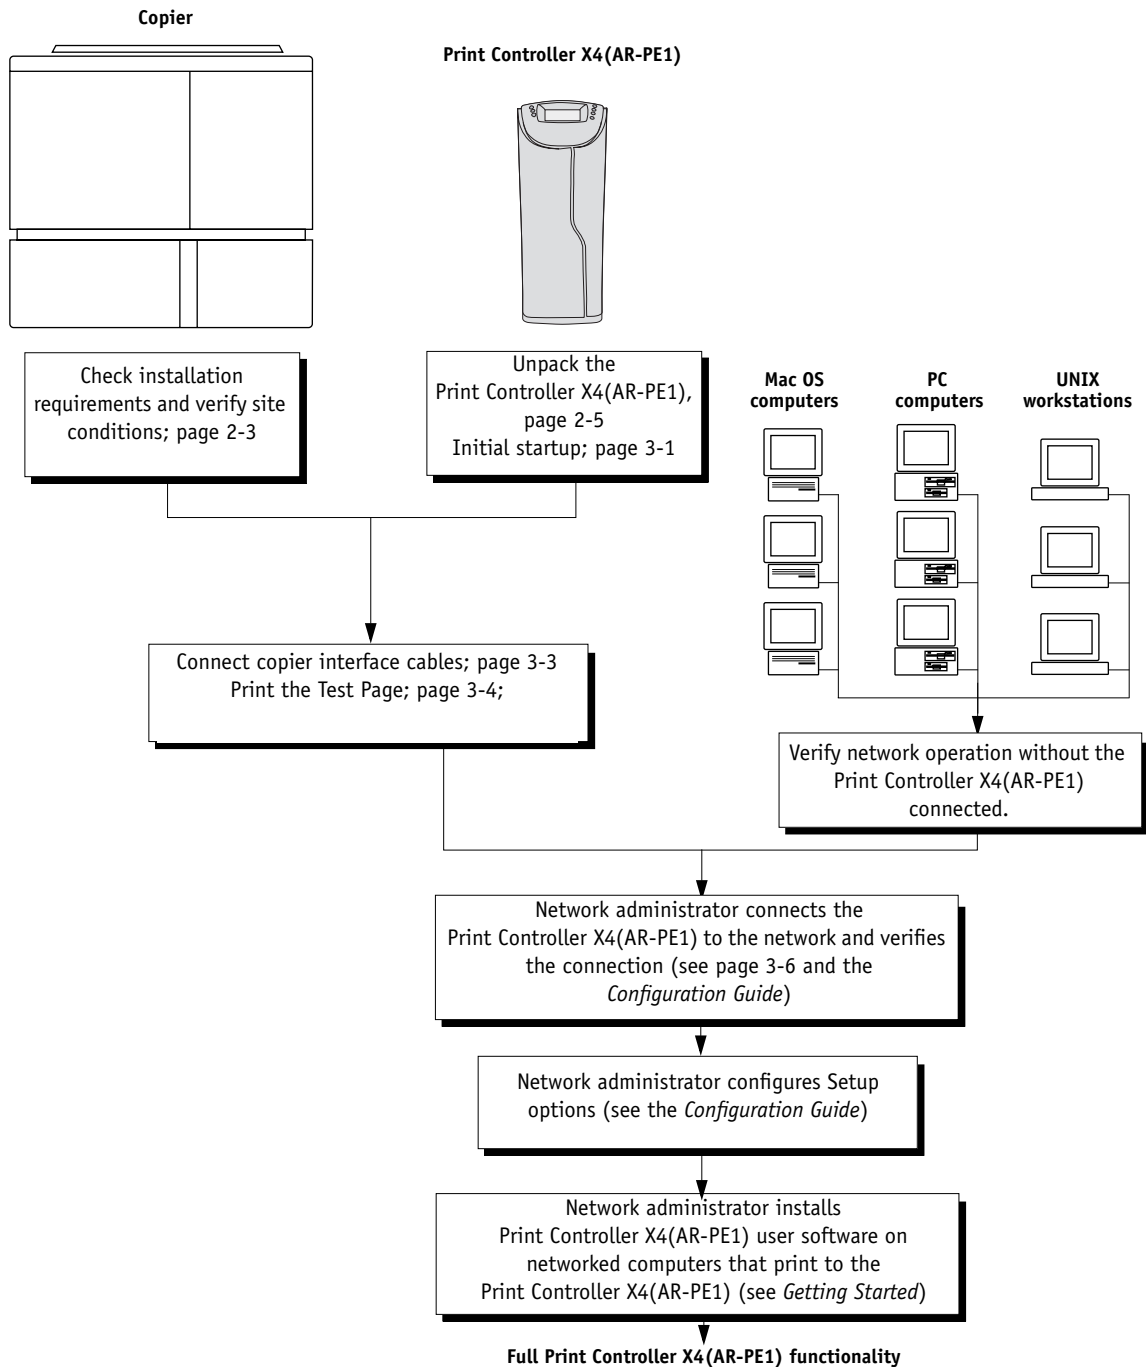 Copier
Print Controller X4(AR-PE1)
Check installation
requirements and verify site
conditions; page 2-3
Unpack the
Print Controller X4(AR-PE1),
page 2-5
Initial startup; page 3-1
Mac OS
computers
PC
computers
UNIX
workstations
Connect copier interface cables; page 3-3
Print the Test Page; page 3-4;
Verify network operation without the
Print Controller X4(AR-PE1)
connected.
Network administrator connects the
Print Controller X4(AR-PE1) to the network and verifies
the connection (see page 3-6 and the
Configuration Guide)
Network administrator configures Setup
options (see the Configuration Guide)
Network administrator installs
Print Controller X4(AR-PE1) user software on
networked computers that print to the
Print Controller X4(AR-PE1) (see Getting Started)
Full Print Controller X4(AR-PE1) functionality